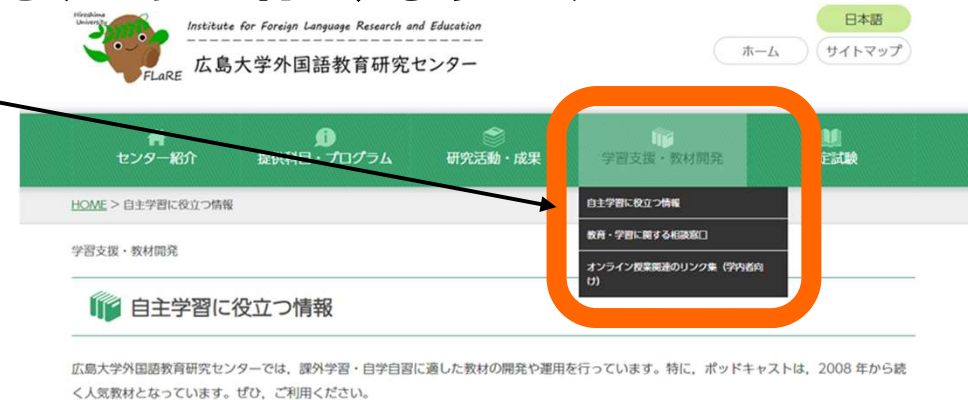 Hiroshima
University
Institute for Foreign Language Research and Education
FLaRE
広島大学外国語教育研究センター
日本語
ホーム
サイトマップ
センター紹介
提供科目・プログラム
研究活動・成果
学習支援・教材開発
定試験
HOME > 自主学習に役立つ情報
自主学習に役立つ情報
教育・学習に関する相談窓口
オンライン授業関連のリンク集（学内者向
け）
学習支援・教材開発
自主学習に役立つ情報
広島大学外国語教育研究センターでは，課外学習・自学自習に適した教材の開発や運用を行っています。特に，ポッドキャストは，2008 年から続
く人気教材となっています。ぜひ，ご利用ください。